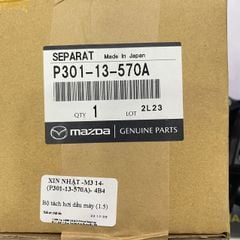 SEPARAT Made In Japan
P301-13-570A
QTY 1 LOT 2L23
mazda GENUINE PARTS
XIN NHẬT -M3 14-
(P301-13-570A)- 4B4
Bộ tách hơi dầu máy (1.5)